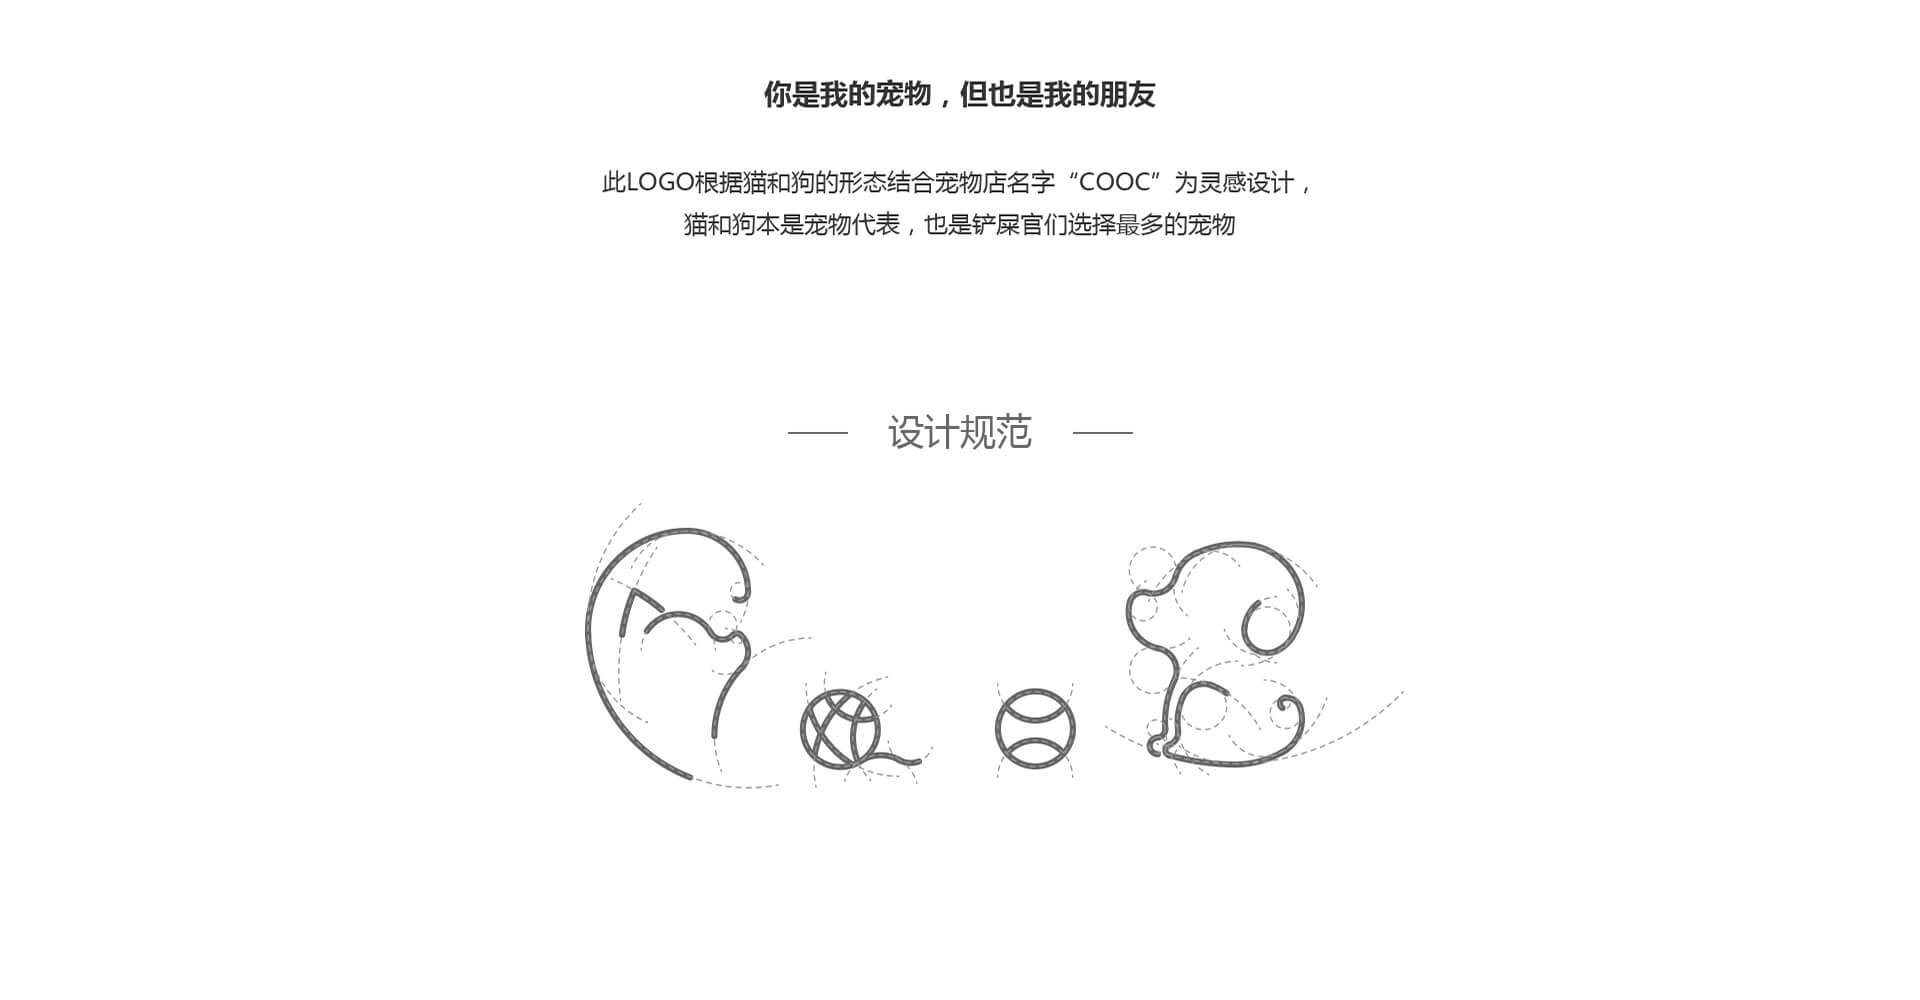 你是我的宠物，但也是我的朋友
此LOGO根据猫和狗的形态结合宠物店名字“COOC”为灵感设计，
猫和狗本是宠物代表，也是铲屎官们选择最多的宠物
设计规范